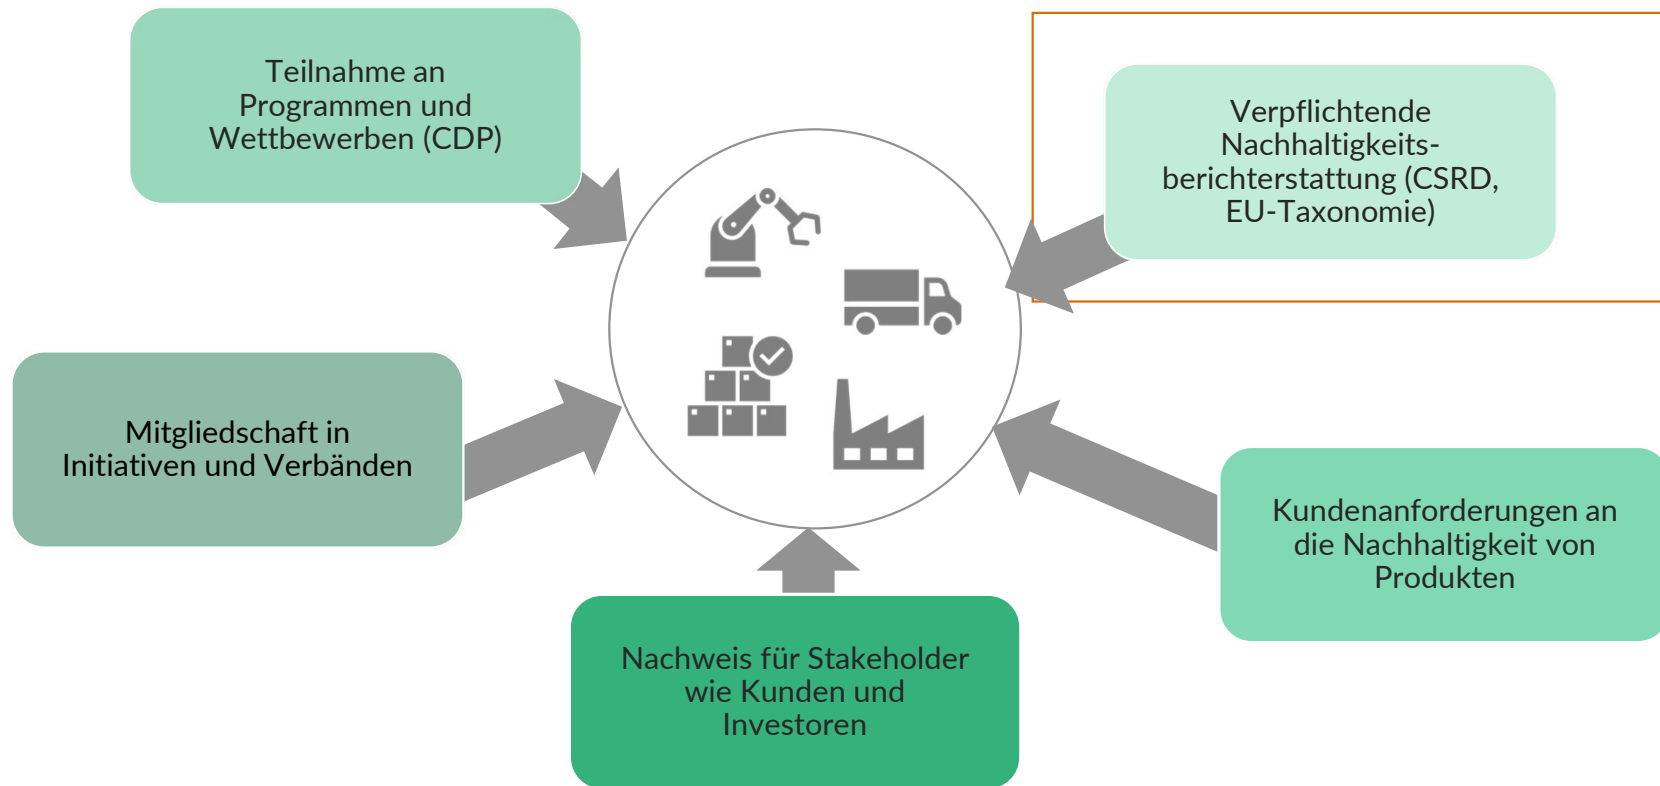 Teilnahme an
Programmen und
Wettbewerben (CDP)
Verpflichtende
Nachhaltigkeits-
berichterstattung (CSRD,
EU-Taxonomie)
Mitgliedschaft in
Initiativen und Verbänden
Kundenanforderungen an
die Nachhaltigkeit von
Produkten
Nachweis für Stakeholder
wie Kunden und
Investoren